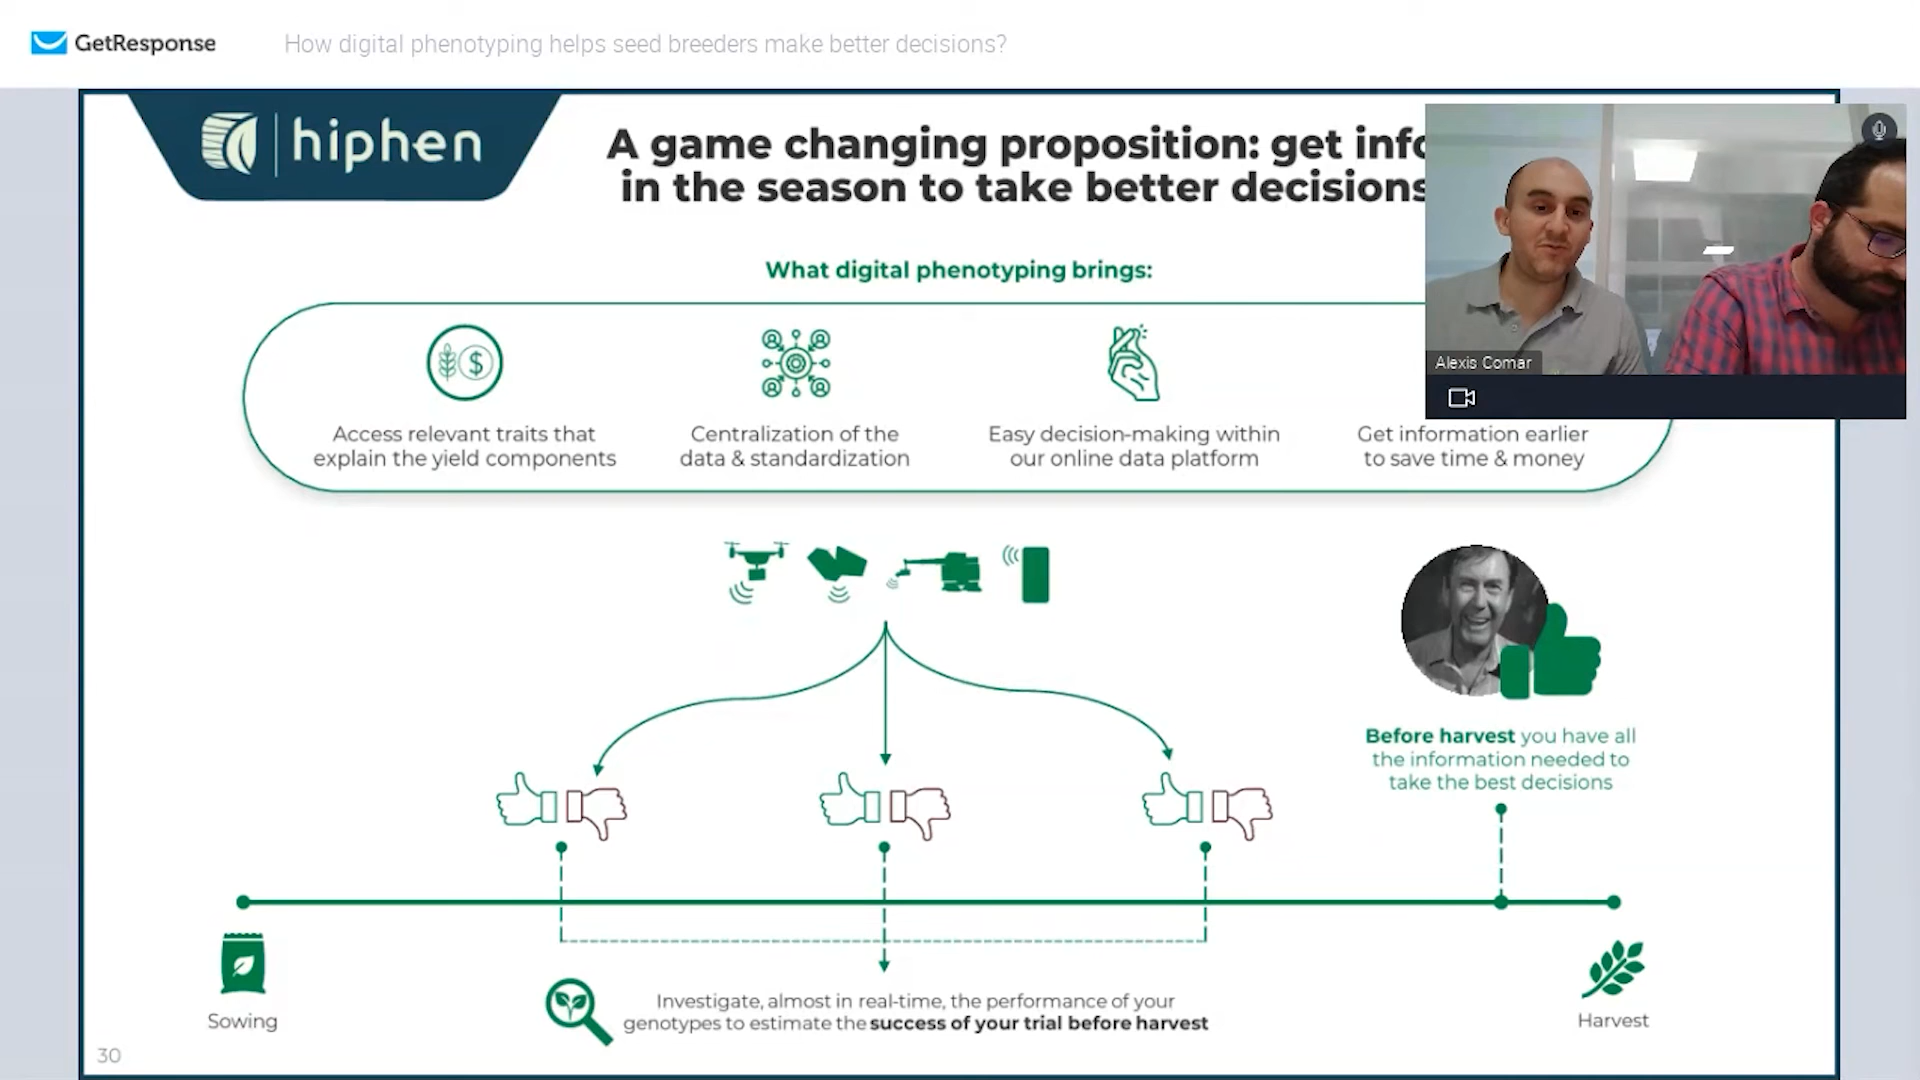 GetResponse
How digital phenotyping helps seed breeders make better decisions?
hiphen
A game changing proposition: get
in the season to take better decisions
What digital phenotyping brings:
Alexis Comar
$
Access relevant traits that
explain the yield components
Centralization of the
data & standardization
Easy decision-making within
our online data platform
Get information earlier
to save time & money
Before harvest you have all
the information needed to
take the best decisions
Sowing
Investigate, almost in real-time, the performance of your
genotypes to estimate the success of your trial before harvest
Harvest
30